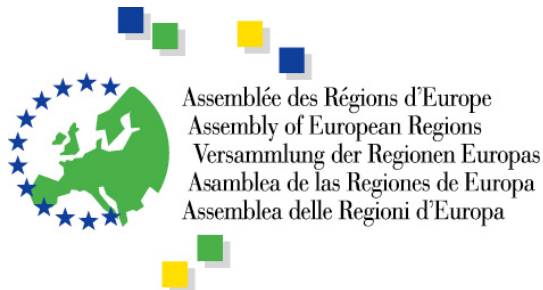 Assemblée des Régions d'Europe
Assembly of European Regions
Versammlung der Regionen Europas
Asamblea de las Regiones de Europa
Assemblea delle Regioni d'Europa